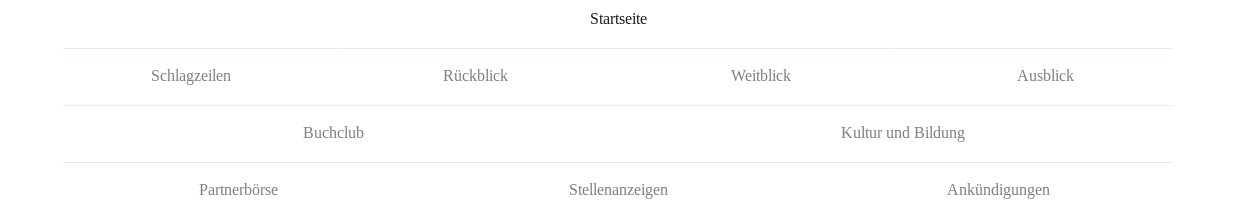 Startseite
Schlagzeilen Rückblick Weitblick Ausblick
Buchclub Kultur und Bildung
Partnerbörse Stellenanzeigen Ankündigungen